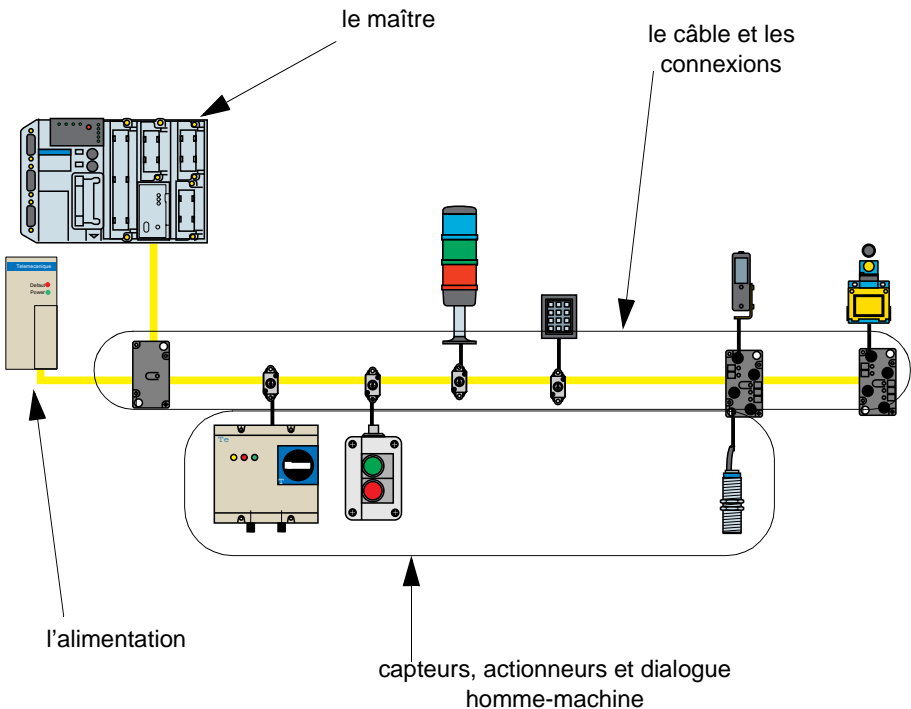 le maître
le câble et les
connexions
Telemecanique
Defaut
Power
Te
T
l'alimentation
capteurs, actionneurs et dialogue
homme-machine